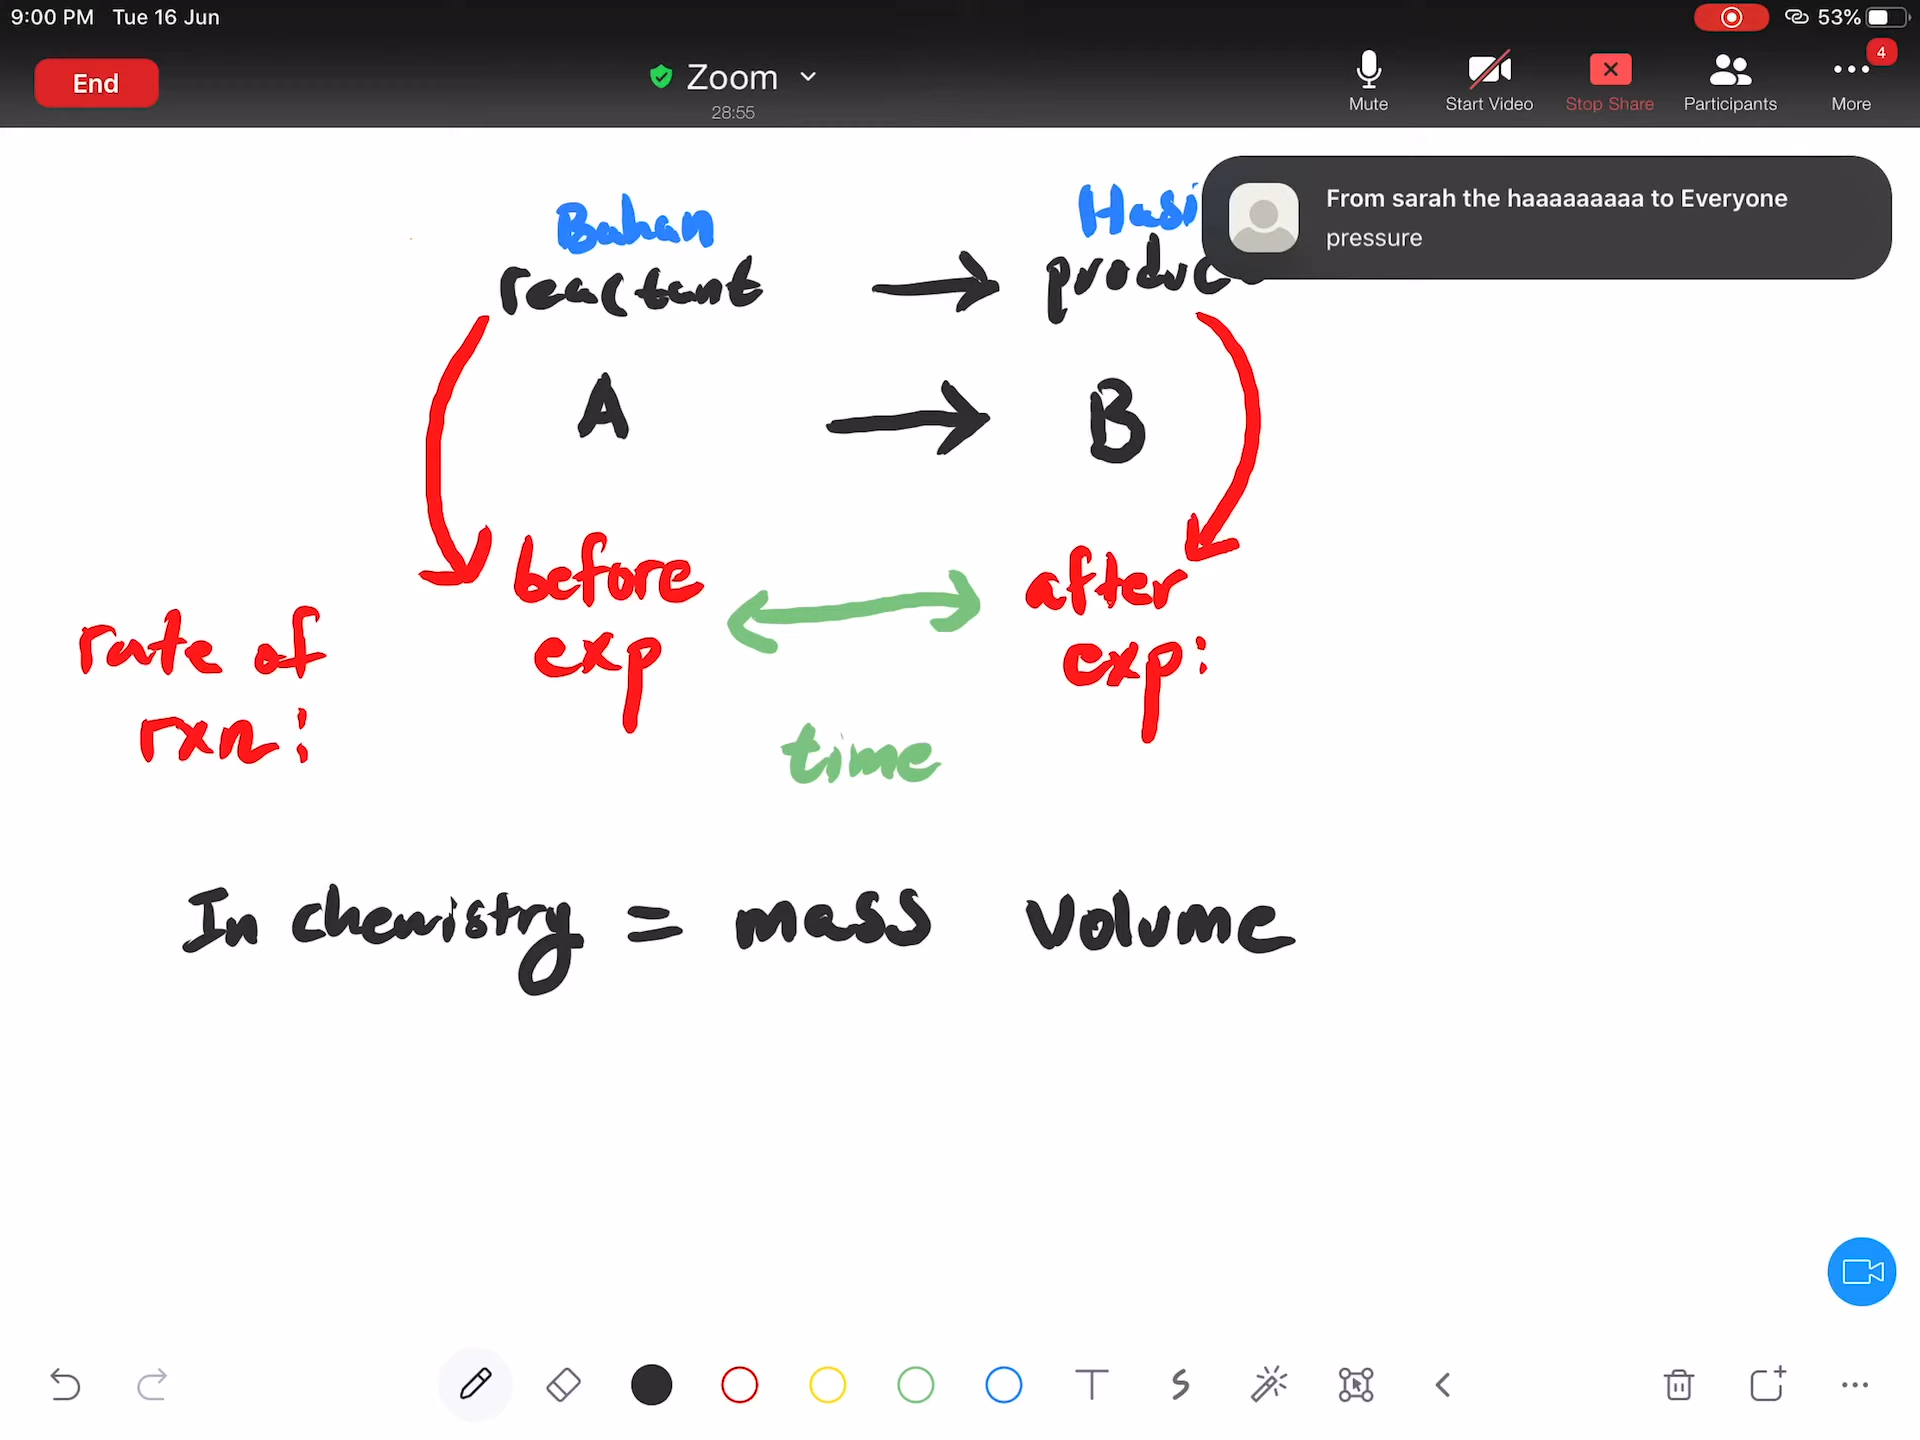 9:00 PM Tue 16 Jun
53%
End
Zoom
28:55
Mute
Start Video
Stop Share
Participants
More
4
From sarah the haaaaaaaaa to Everyone
pressure
Bahan
Hasi
reactant → produc
A → B
before after
exp exp:
rate of
rxn:
time
In chemistry = mass volume